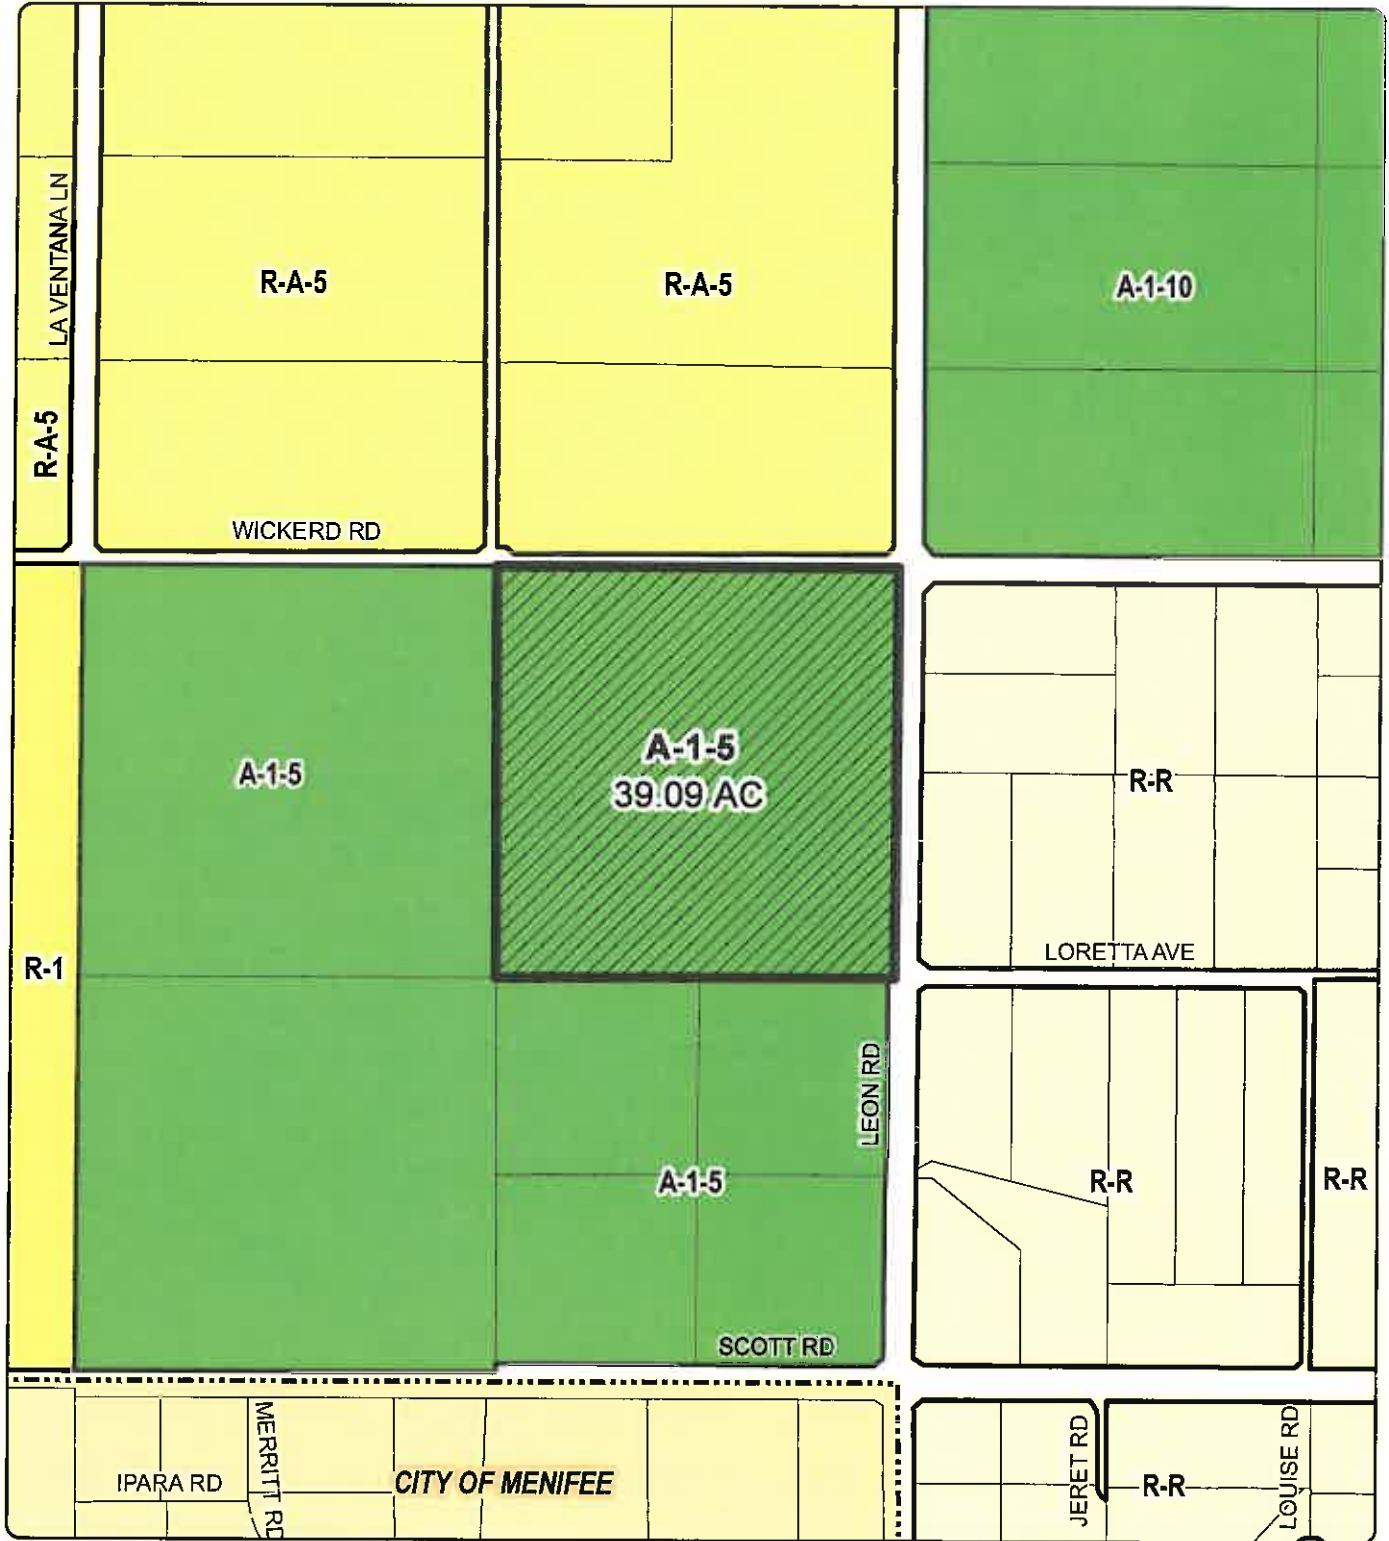 LA VENTANA LN
R-A-5
R-A-5
A-1-10
R-A-5
WICKERD RD
A-1-5
39.09 AC
A-1-5
R-R
LORETTA AVE
R-1
LEON RD
A-1-5
R-R
R-R
SCOTT RD
MERRITT RD
IPARA RD
CITY OF MENIFEE
JERET RD
R-R
LOUISE RD